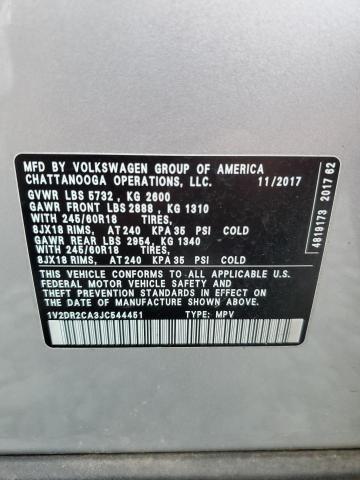 MFD BY VOLKSWAGEN GROUP OF AMERICA
CHATTANOOGA OPERATIONS, LLC. 11/2017
GVWR LBS 5732 , KG 2600
GAWR FRONT LBS 2888 , KG 1310
WITH 245/60R18 TIRES,
8JX18 RIMS, AT 240 KPA 35 PSI COLD
GAWR REAR LBS 2954, KG 1340
WITH 245/60R18 TIRES,
8JX18 RIMS, AT 240 KPA 35 PSI COLD
THIS VEHICLE CONFORMS TO ALL APPLICABLE U.S.
FEDERAL MOTOR VEHICLE SAFETY AND
THEFT PREVENTION STANDARDS IN EFFECT ON THE
DATE OF MANUFACTURE SHOWN ABOVE.
1V2DR2CA3JC544451 TYPE: MPV
4819173 2017 62